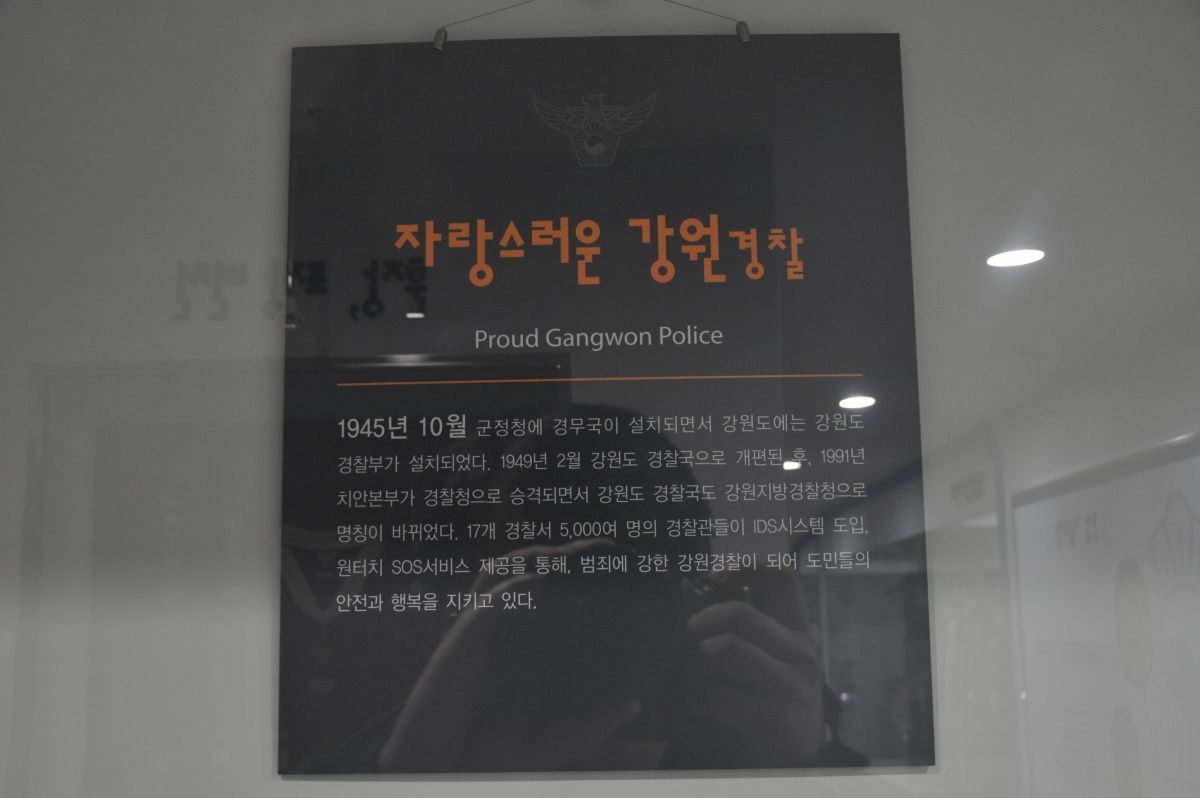 자랑스러운 강원경찰
Proud Gangwon Police
1945년 10월 군정청에 경무국이 설치되면서 강원도에는 강원도
경찰부가 설치되었다. 1949년 2월 강원도 경찰국으로 개편된 후, 1991년
치안본부가 경찰청으로 승격되면서 강원도 경찰국도 강원지방경찰청으로
명칭이 바뀌었다. 17개 경찰서 5,000여 명의 경찰관들이 IDS시스템 도입,
원터치 SOS서비스 제공을 통해, 범죄에 강한 강원경찰이 되어 도민들의
안전과 행복을 지키고 있다.